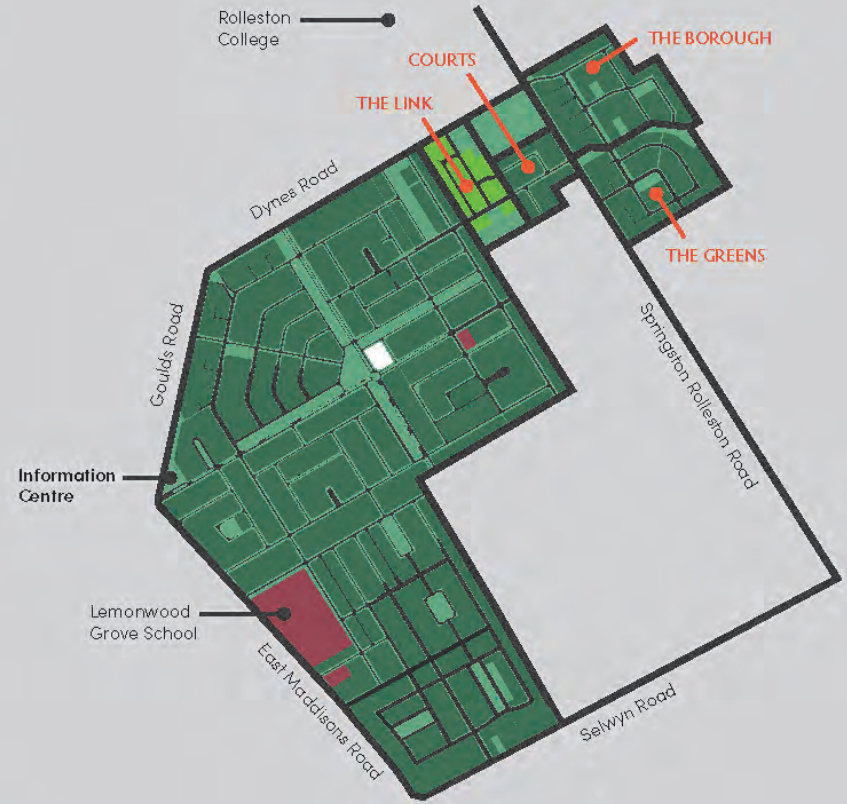 Rolleston
College
THE BOROUGH
COURTS
THE LINK
Dynes Road
THE GREENS
Goulds Road
Springston Rolleston Road
Information
Centre
Lemonwood
Grove School
East Maddisons Road
Selwyn Road